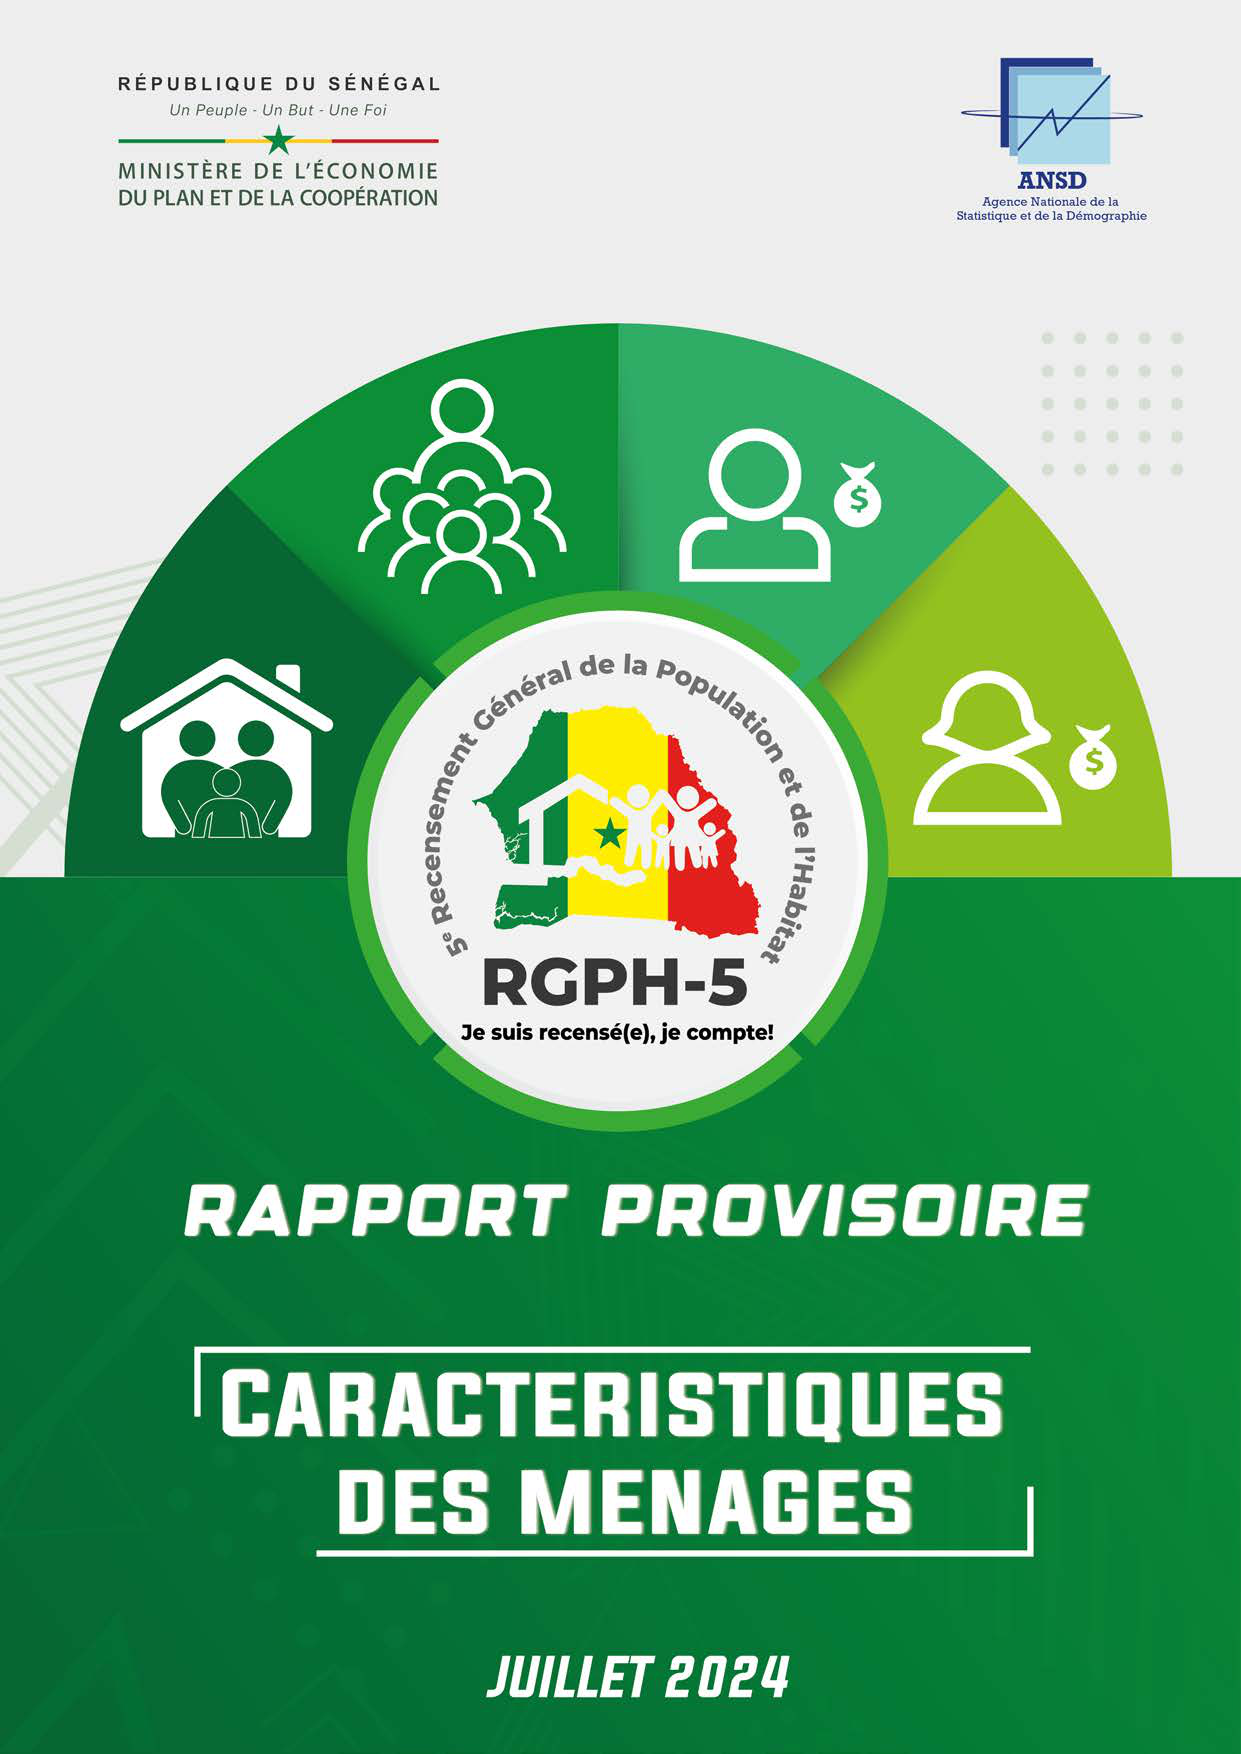 RÉPUBLIQUE DU SÉNÉGAL
Un Peuple - Un But - Une Foi
MINISTÈRE DE L'ÉCONOMIE
DU PLAN ET DE LA COOPÉRATION
ANSD
Agence Nationale de la
Statistique et de la Démographie
$
$
5e Recensement Général de la Population et de l'Habitat
RGPH-5
Je suis recensé(e), je compte!
RAPPORT PROVISOIRE
CARACTERISTIQUES
DES MENAGES
JUILLET 2024